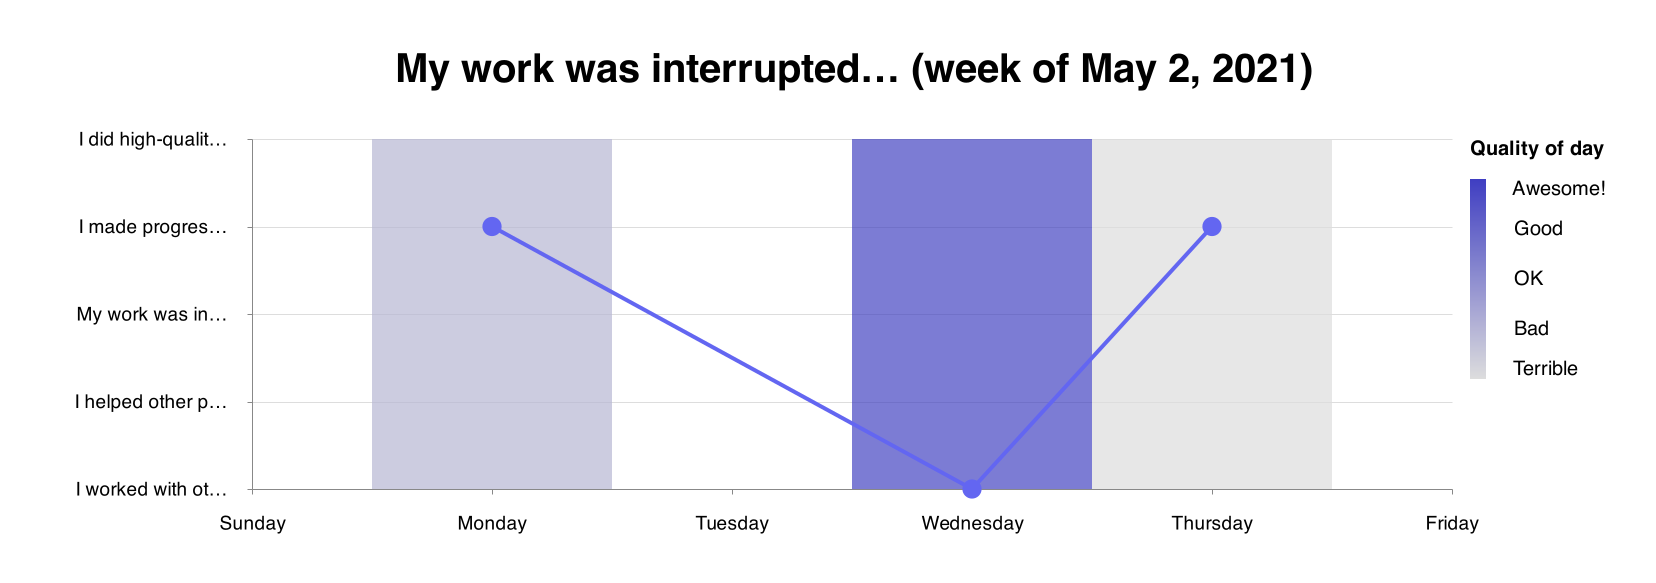 My work was interrupted… (week of May 2, 2021)
I did high-qualit…
I made progres…
My work was in…
I helped other p…
I worked with ot…
Sunday
Monday
Tuesday
Wednesday
Thursday
Friday
Quality of day
Awesome!
Good
OK
Bad
Terrible